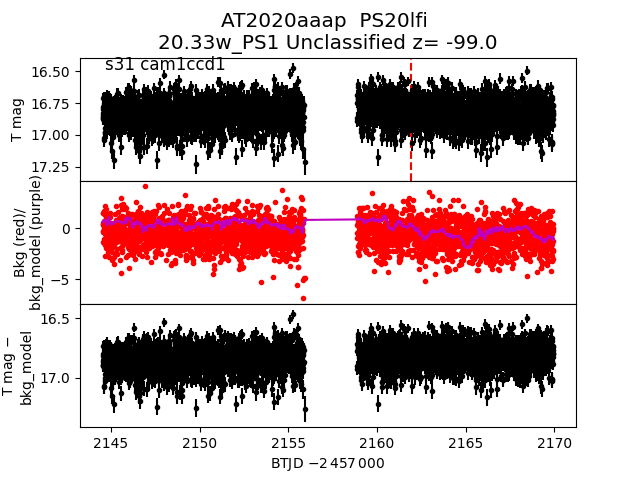 AT2020aaap  PS20lfi
20.33w_PS1 Unclassified z= -99.0
s31 cam1ccd1
16.50
16.75
17.00
17.25
T mag
0
−5
Bkg (red)/
bkg_model (purple)
16.5
17.0
T mag −
bkg_model
2145
2150
2155
2160
2165
2170
BTJD −2 457 000